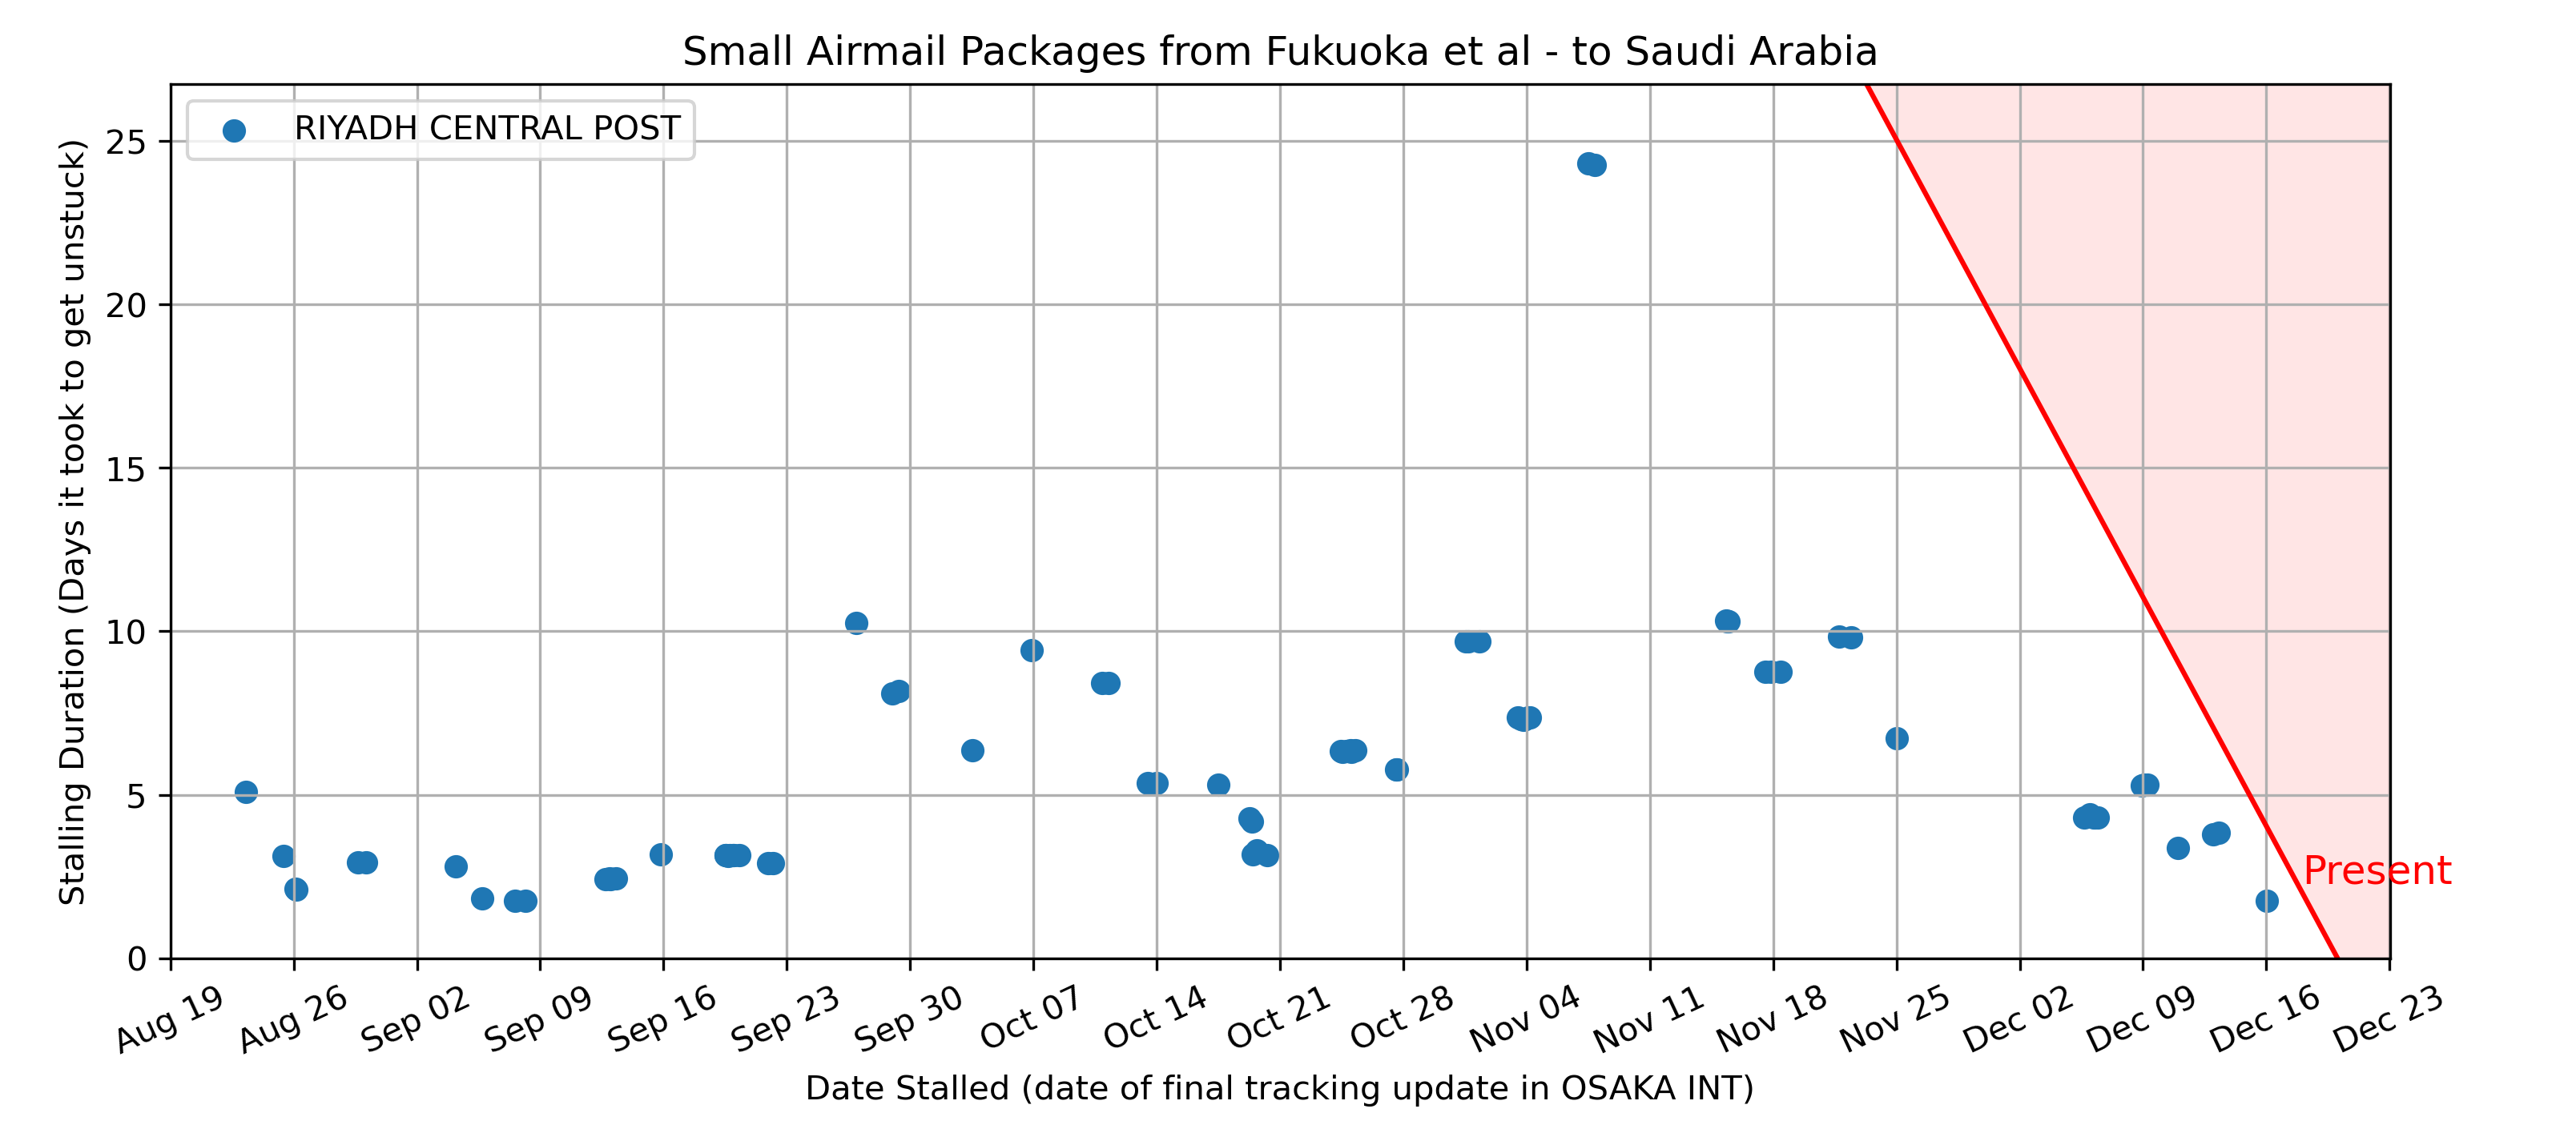 Small Airmail Packages from Fukuoka et al - to Saudi Arabia
RIYADH CENTRAL POST
Stalling Duration (Days it took to get unstuck)
25
20
15
10
5
0
Present
Aug 19
Aug 26
Sep 02
Sep 09
Sep 16
Sep 23
Sep 30
Oct 07
Oct 14
Oct 21
Oct 28
Nov 04
Nov 11
Nov 18
Nov 25
Dec 02
Dec 09
Dec 16
Dec 23
Date Stalled (date of final tracking update in OSAKA INT)